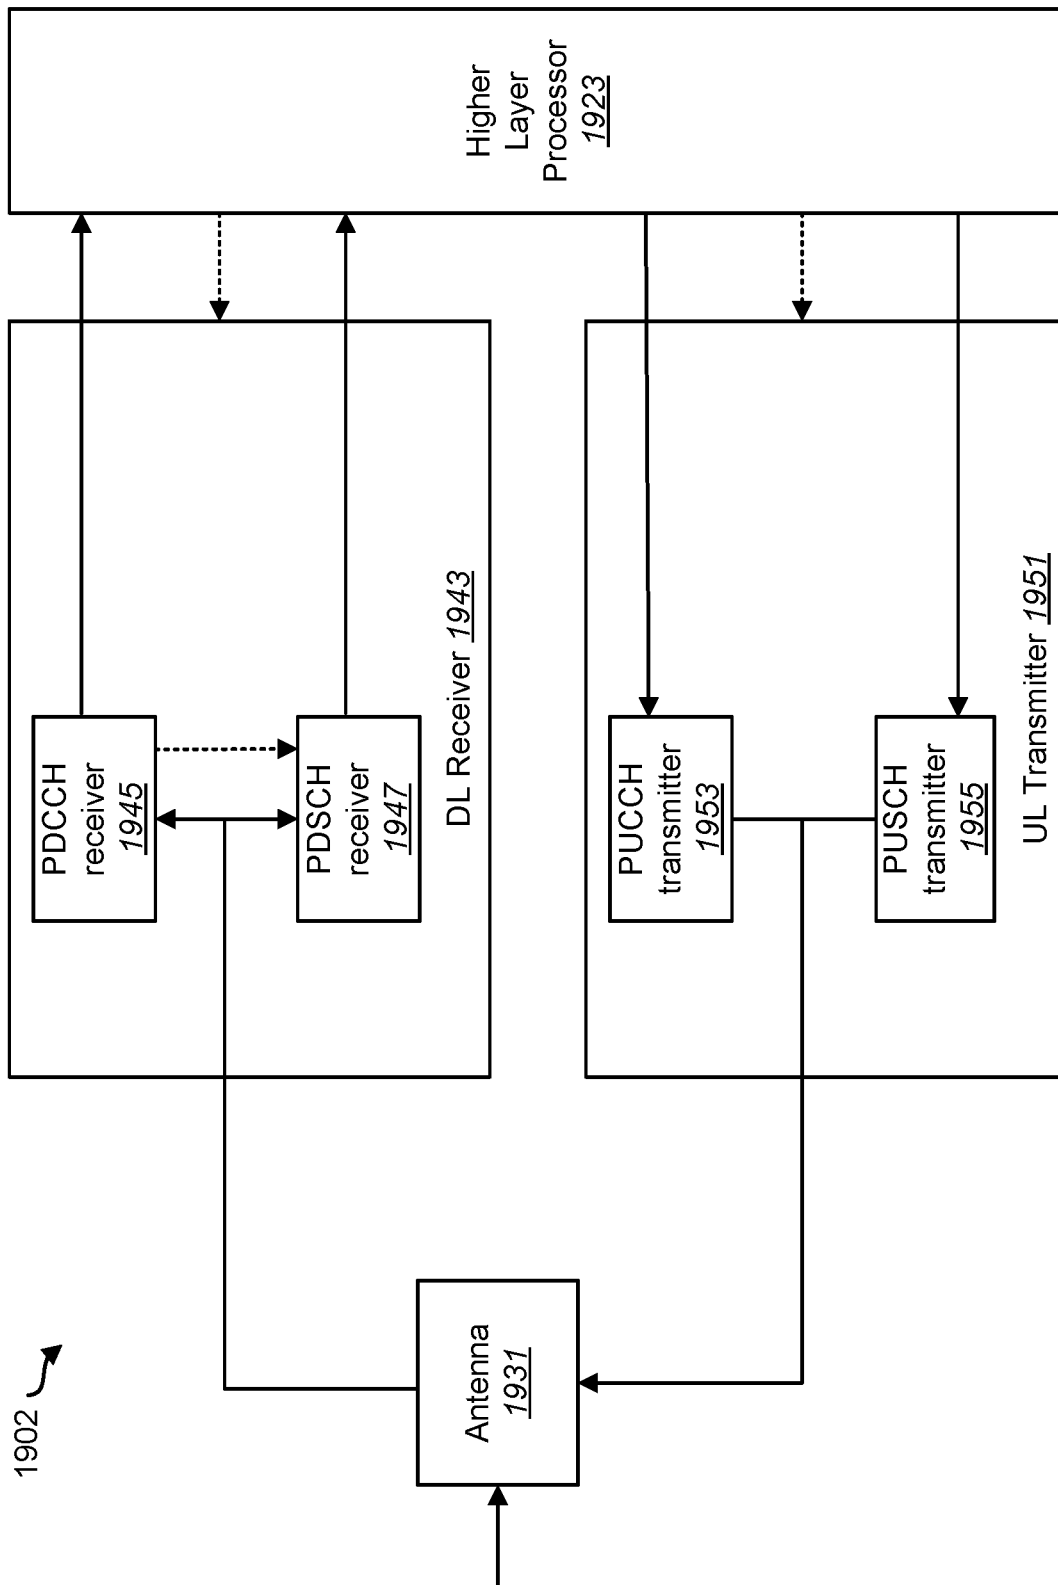 1902
Antenna
1931
PDCCH
receiver
1945
PDSCH
receiver
1947
DL Receiver 1943
PUCCH
transmitter
1953
PUSCH
transmitter
1955
UL Transmitter 1951
Higher
Layer
Processor
1923